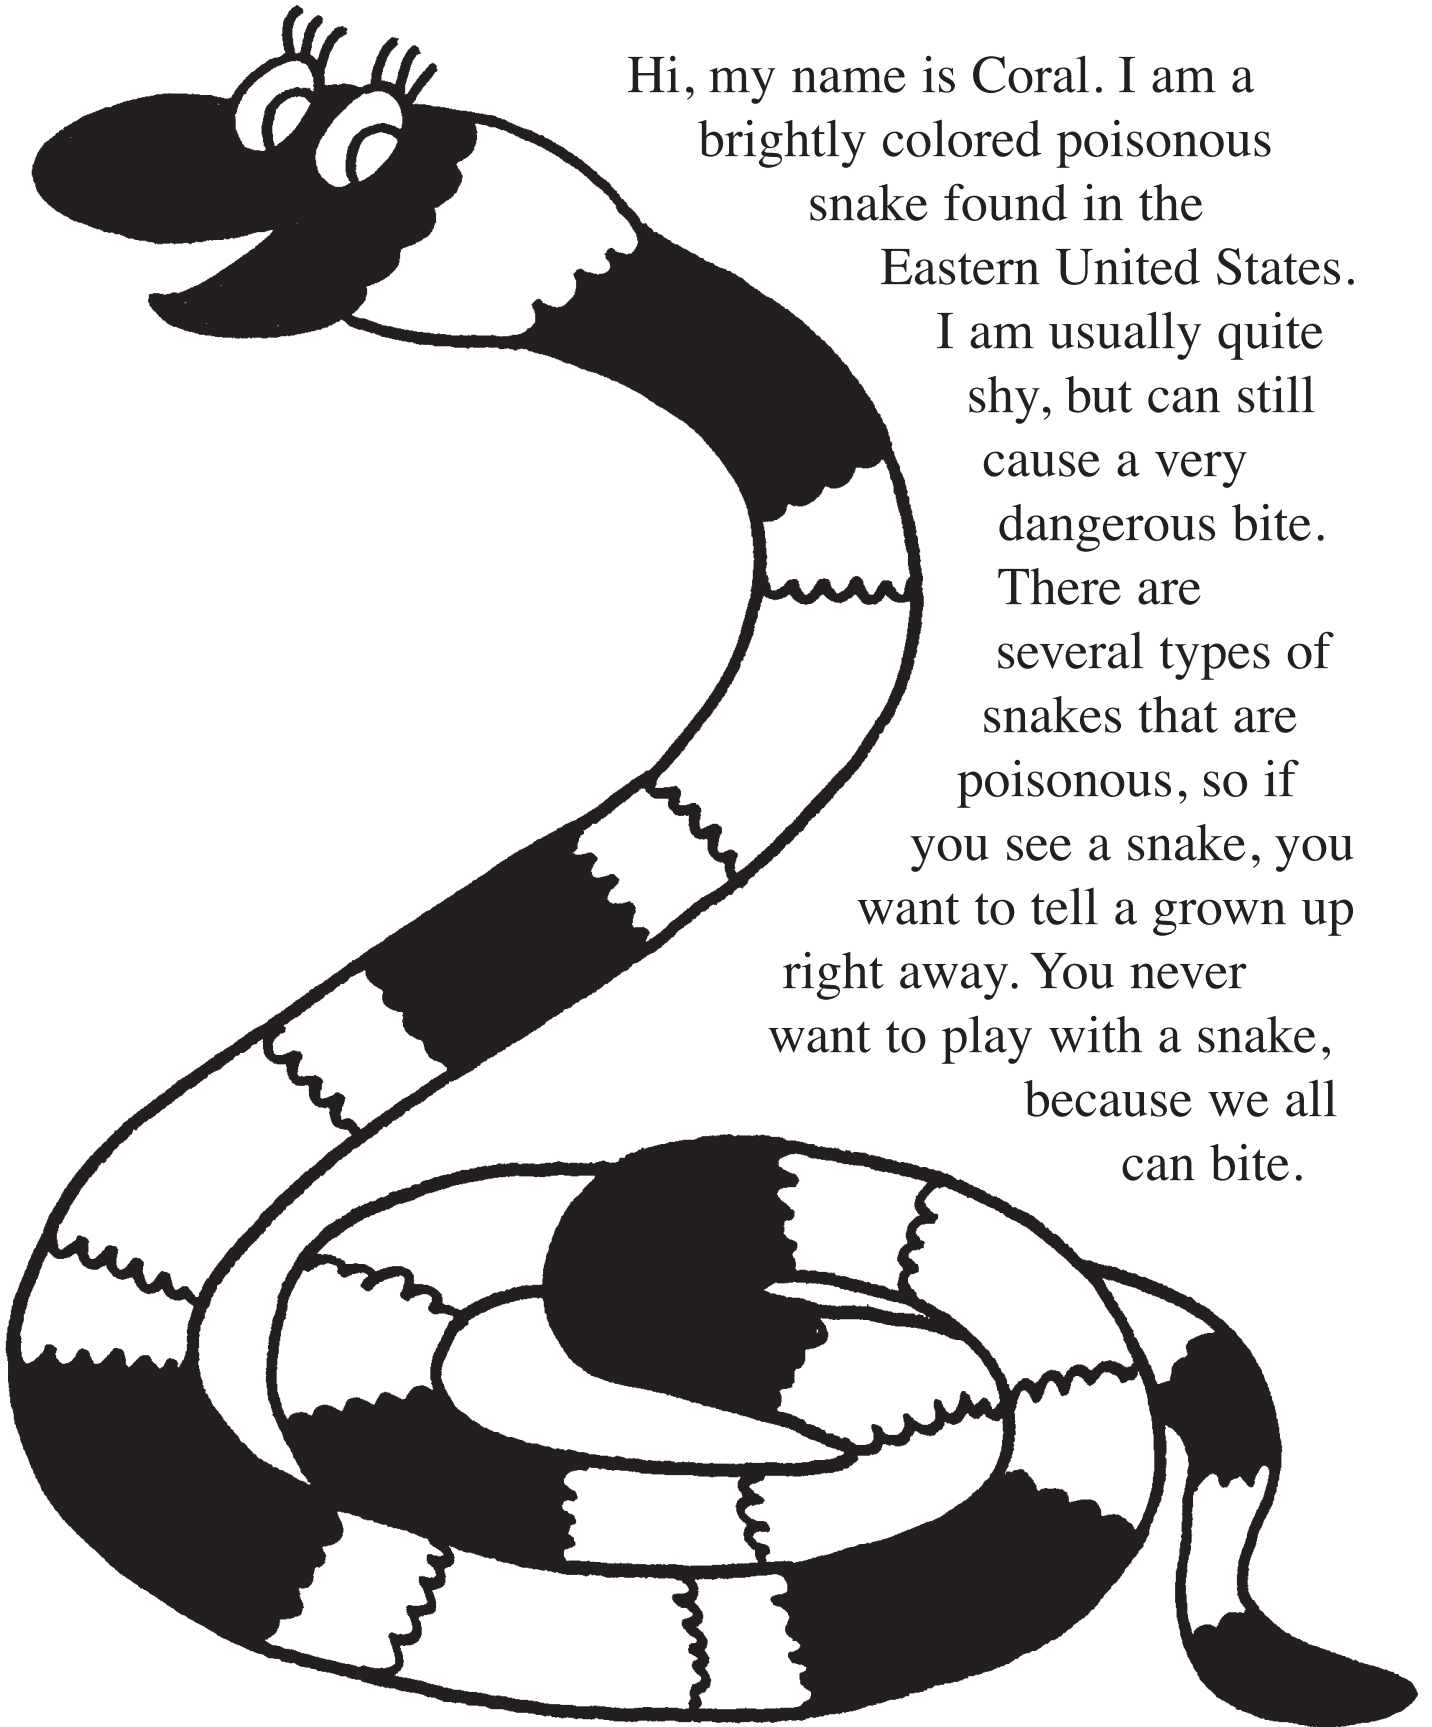 Hi, my name is Coral. I am a
brightly colored poisonous
snake found in the
Eastern United States.
I am usually quite
shy, but can still
cause a very
dangerous bite.
There are
several types of
snakes that are
poisonous, so if
you see a snake, you
want to tell a grown up
right away. You never
want to play with a snake,
because we all
can bite.